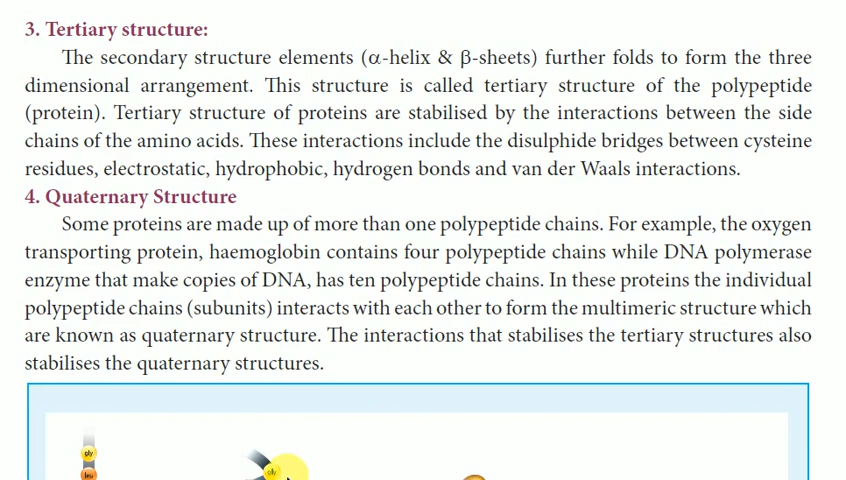 3. Tertiary structure:
The secondary structure elements (α-helix & β-sheets) further folds to form the three
dimensional arrangement. This structure is called tertiary structure of the polypeptide
(protein). Tertiary structure of proteins are stabilised by the interactions between the side
chains of the amino acids. These interactions include the disulphide bridges between cysteine
residues, electrostatic, hydrophobic, hydrogen bonds and van der Waals interactions.
4. Quaternary Structure
Some proteins are made up of more than one polypeptide chains. For example, the oxygen
transporting protein, haemoglobin contains four polypeptide chains while DNA polymerase
enzyme that make copies of DNA, has ten polypeptide chains. In these proteins the individual
polypeptide chains (subunits) interacts with each other to form the multimeric structure which
are known as quaternary structure. The interactions that stabilises the tertiary structures also
stabilises the quaternary structures.
gly
gly
leu